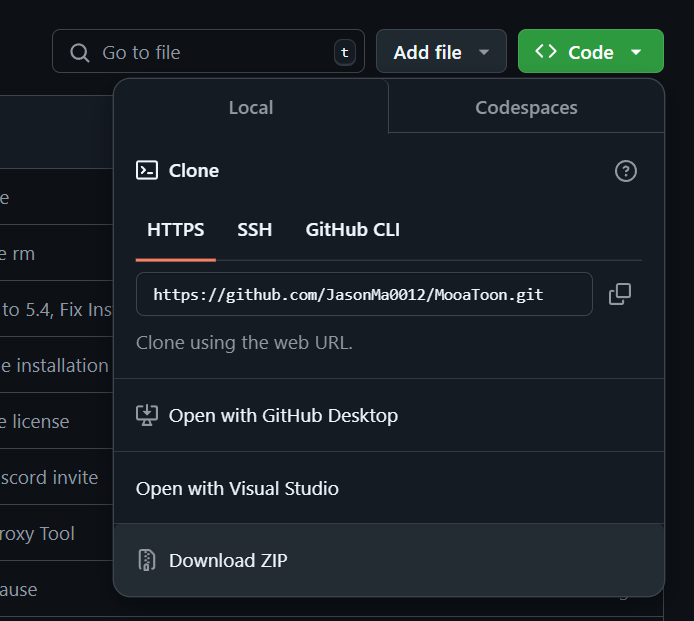 Go to file
t
Add file
Code
Local
Codespaces
Clone
HTTPS
SSH
GitHub CLI
e
e rm
https://github.com/JasonMa0012/MooaToon.git
to 5.4, Fix Ins
Clone using the web URL.
e installation
Open with GitHub Desktop
e license
scord invite
Open with Visual Studio
roxy Tool
Download ZIP
ause